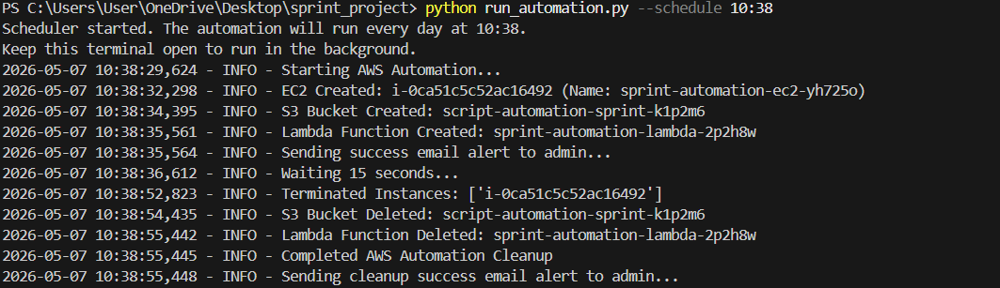 PS C:\Users\User\OneDrive\Desktop\sprint_project> python run_automation.py --schedule 10:38
Scheduler started. The automation will run every day at 10:38.
Keep this terminal open to run in the background.
2026-05-07 10:38:29,624 - INFO - Starting AWS Automation...
2026-05-07 10:38:32,298 - INFO - EC2 Created: i-0ca51c5c52ac16492 (Name: sprint-automation-ec2-yh725o)
2026-05-07 10:38:34,395 - INFO - S3 Bucket Created: script-automation-sprint-k1p2m6
2026-05-07 10:38:35,561 - INFO - Lambda Function Created: sprint-automation-lambda-2p2h8w
2026-05-07 10:38:35,564 - INFO - Sending success email alert to admin...
2026-05-07 10:38:36,612 - INFO - Waiting 15 seconds...
2026-05-07 10:38:52,823 - INFO - Terminated Instances: ['i-0ca51c5c52ac16492']
2026-05-07 10:38:54,435 - INFO - S3 Bucket Deleted: script-automation-sprint-k1p2m6
2026-05-07 10:38:55,442 - INFO - Lambda Function Deleted: sprint-automation-lambda-2p2h8w
2026-05-07 10:38:55,445 - INFO - Completed AWS Automation Cleanup
2026-05-07 10:38:55,448 - INFO - Sending cleanup success email alert to admin...